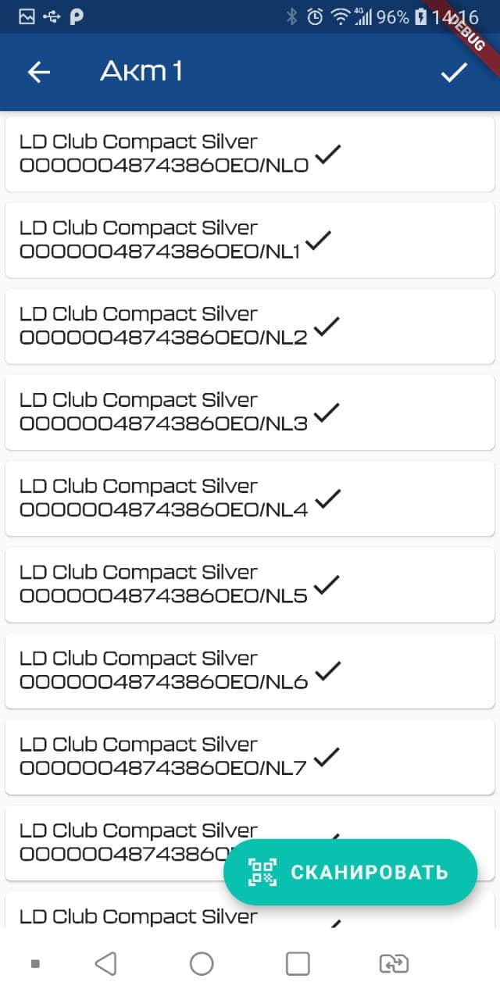 4G
96%
14:16
DEBUG
Акт 1
LD Club Compact Silver
00000048743860EO/NL0
LD Club Compact Silver
00000048743860EO/NL1
LD Club Compact Silver
00000048743860EO/NL2
LD Club Compact Silver
00000048743860EO/NL3
LD Club Compact Silver
00000048743860EO/NL4
LD Club Compact Silver
00000048743860EO/NL5
LD Club Compact Silver
00000048743860EO/NL6
LD Club Compact Silver
00000048743860EO/NL7
LD Club Compact Silver
00000048743860
СКАНИРОВАТЬ
LD Club Compact Silver